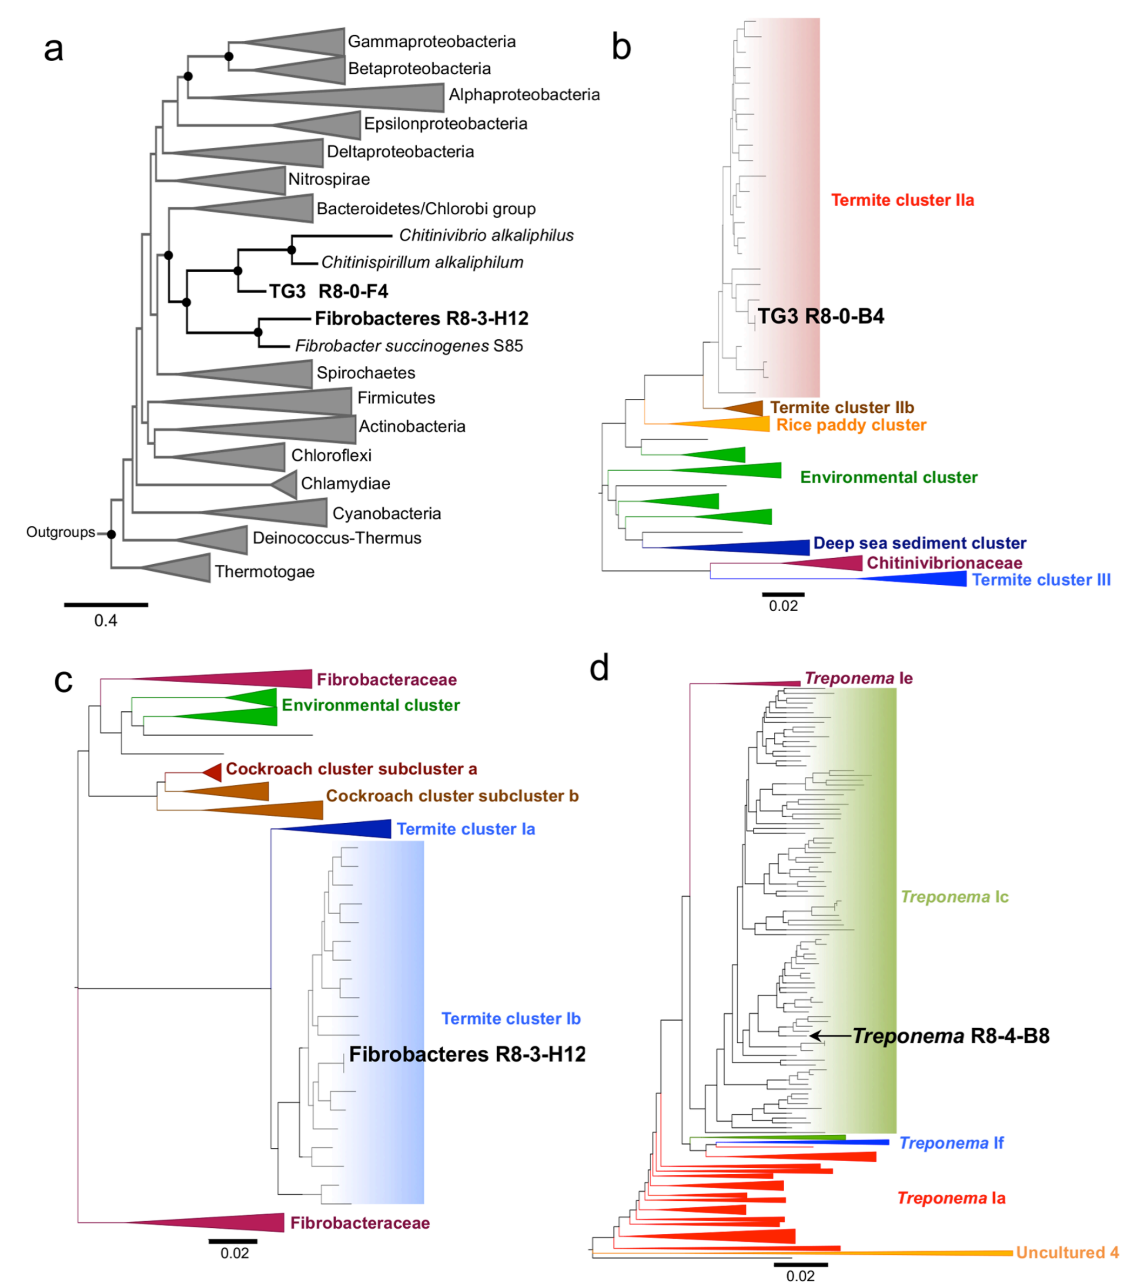 a
Gammaproteobacteria
Betaproteobacteria
Alphaproteobacteria
Epsilonproteobacteria
Deltaproteobacteria
Nitrospirae
Bacteroidetes/Chlorobi group
Chitinivibrio alkaliphilus
Chitinispirillum alkaliphilum
TG3 R8-0-F4
Fibrobacteres R8-3-H12
Fibrobacter succinogenes S85
Spirochaetes
Firmicutes
Actinobacteria
Chloroflexi
Chlamydiae
Cyanobacteria
Outgroups
Deinococcus-Thermus
Thermotogae
0.4
b
Termite cluster IIa
TG3 R8-0-B4
Termite cluster IIb
Rice paddy cluster
Environmental cluster
Deep sea sediment cluster
Chitinivibrionaceae
Termite cluster III
0.02
c
Fibrobacteraceae
Environmental cluster
Cockroach cluster subcluster a
Cockroach cluster subcluster b
Termite cluster Ia
Termite cluster Ib
Fibrobacteres R8-3-H12
Fibrobacteraceae
0.02
d
Treponema Ie
Treponema Ic
Treponema R8-4-B8
Treponema If
Treponema Ia
Uncultured 4
0.02